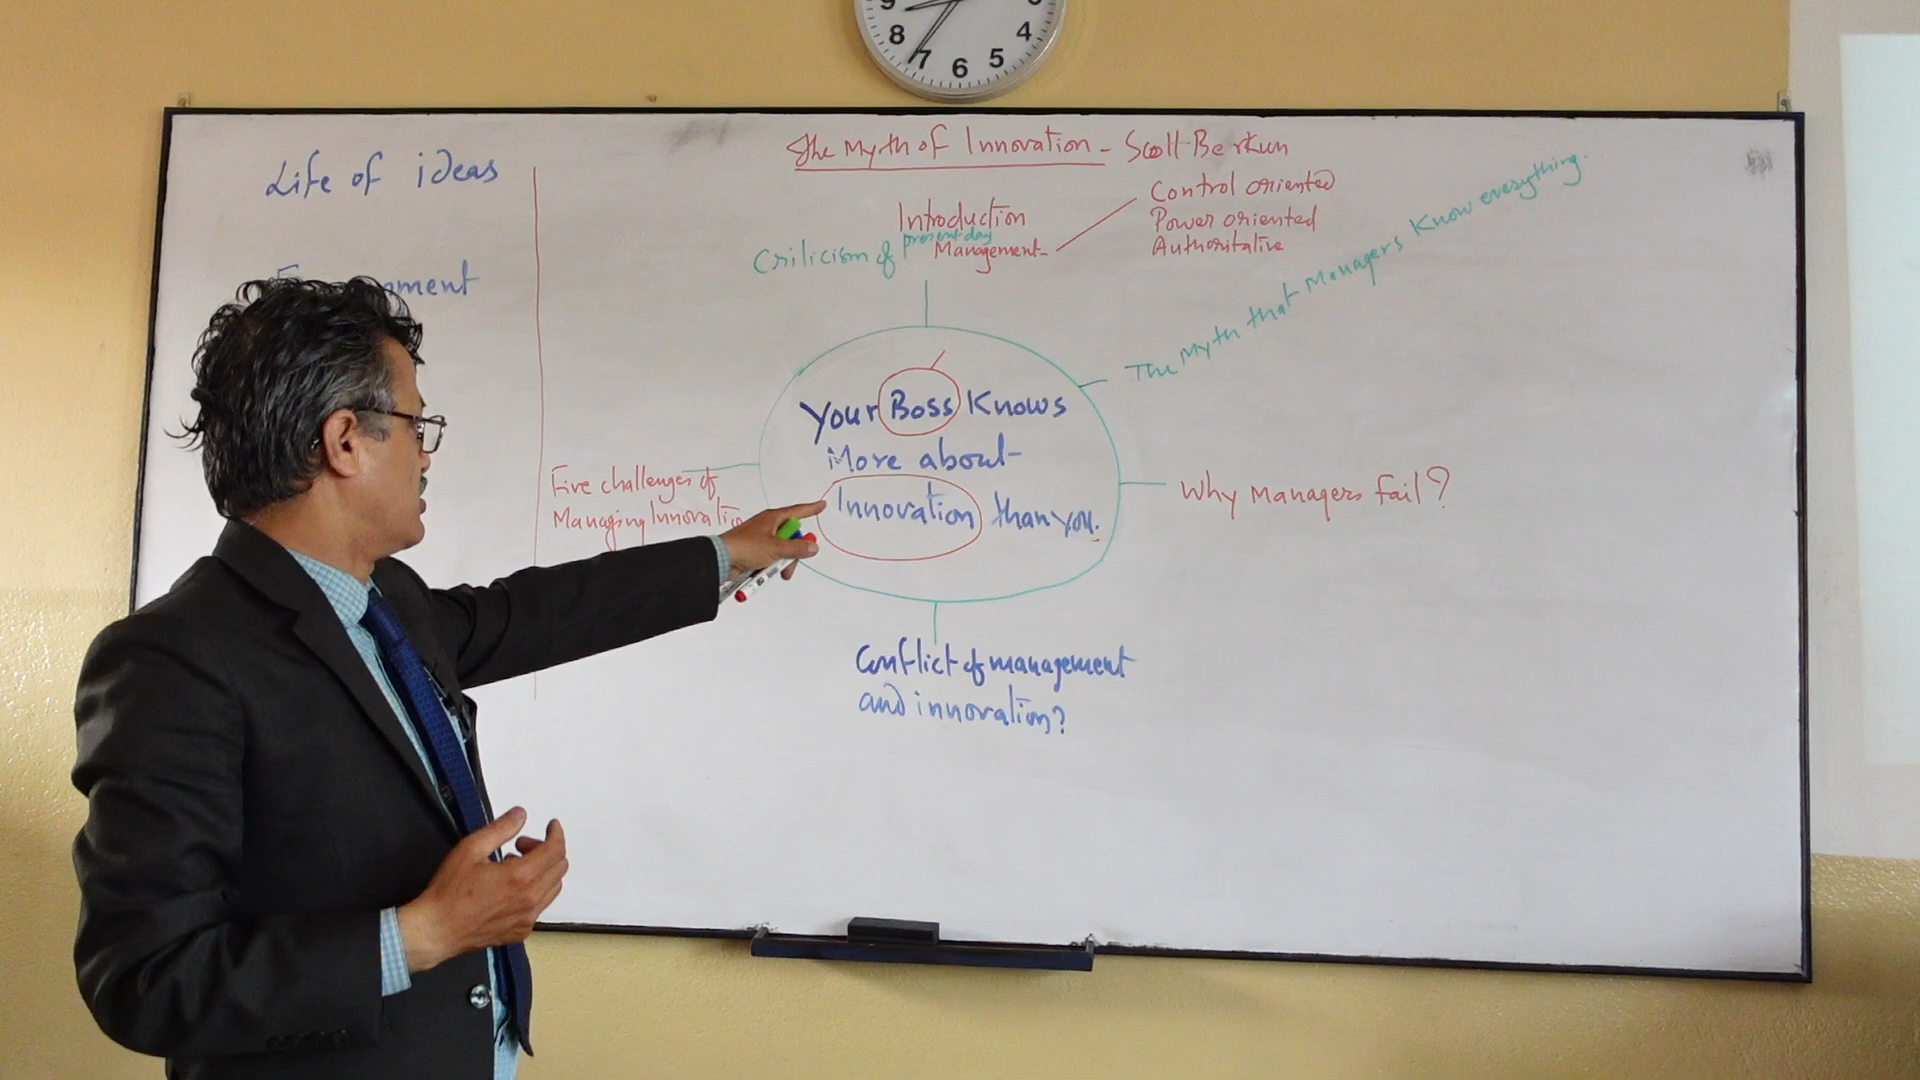 9 8 7 6 5 4
The Myth of Innovation - Scott Berkun
Life of ideas
Introduction
Criticism of present day Management -
Control oriented
Power oriented
Authoritative
The Myth that Managers Know everything.
Your Boss Knows
More about
Innovation than you.
Five challenges of
Managing Innovation
Why Managers fail?
Conflict of management
and innovation?